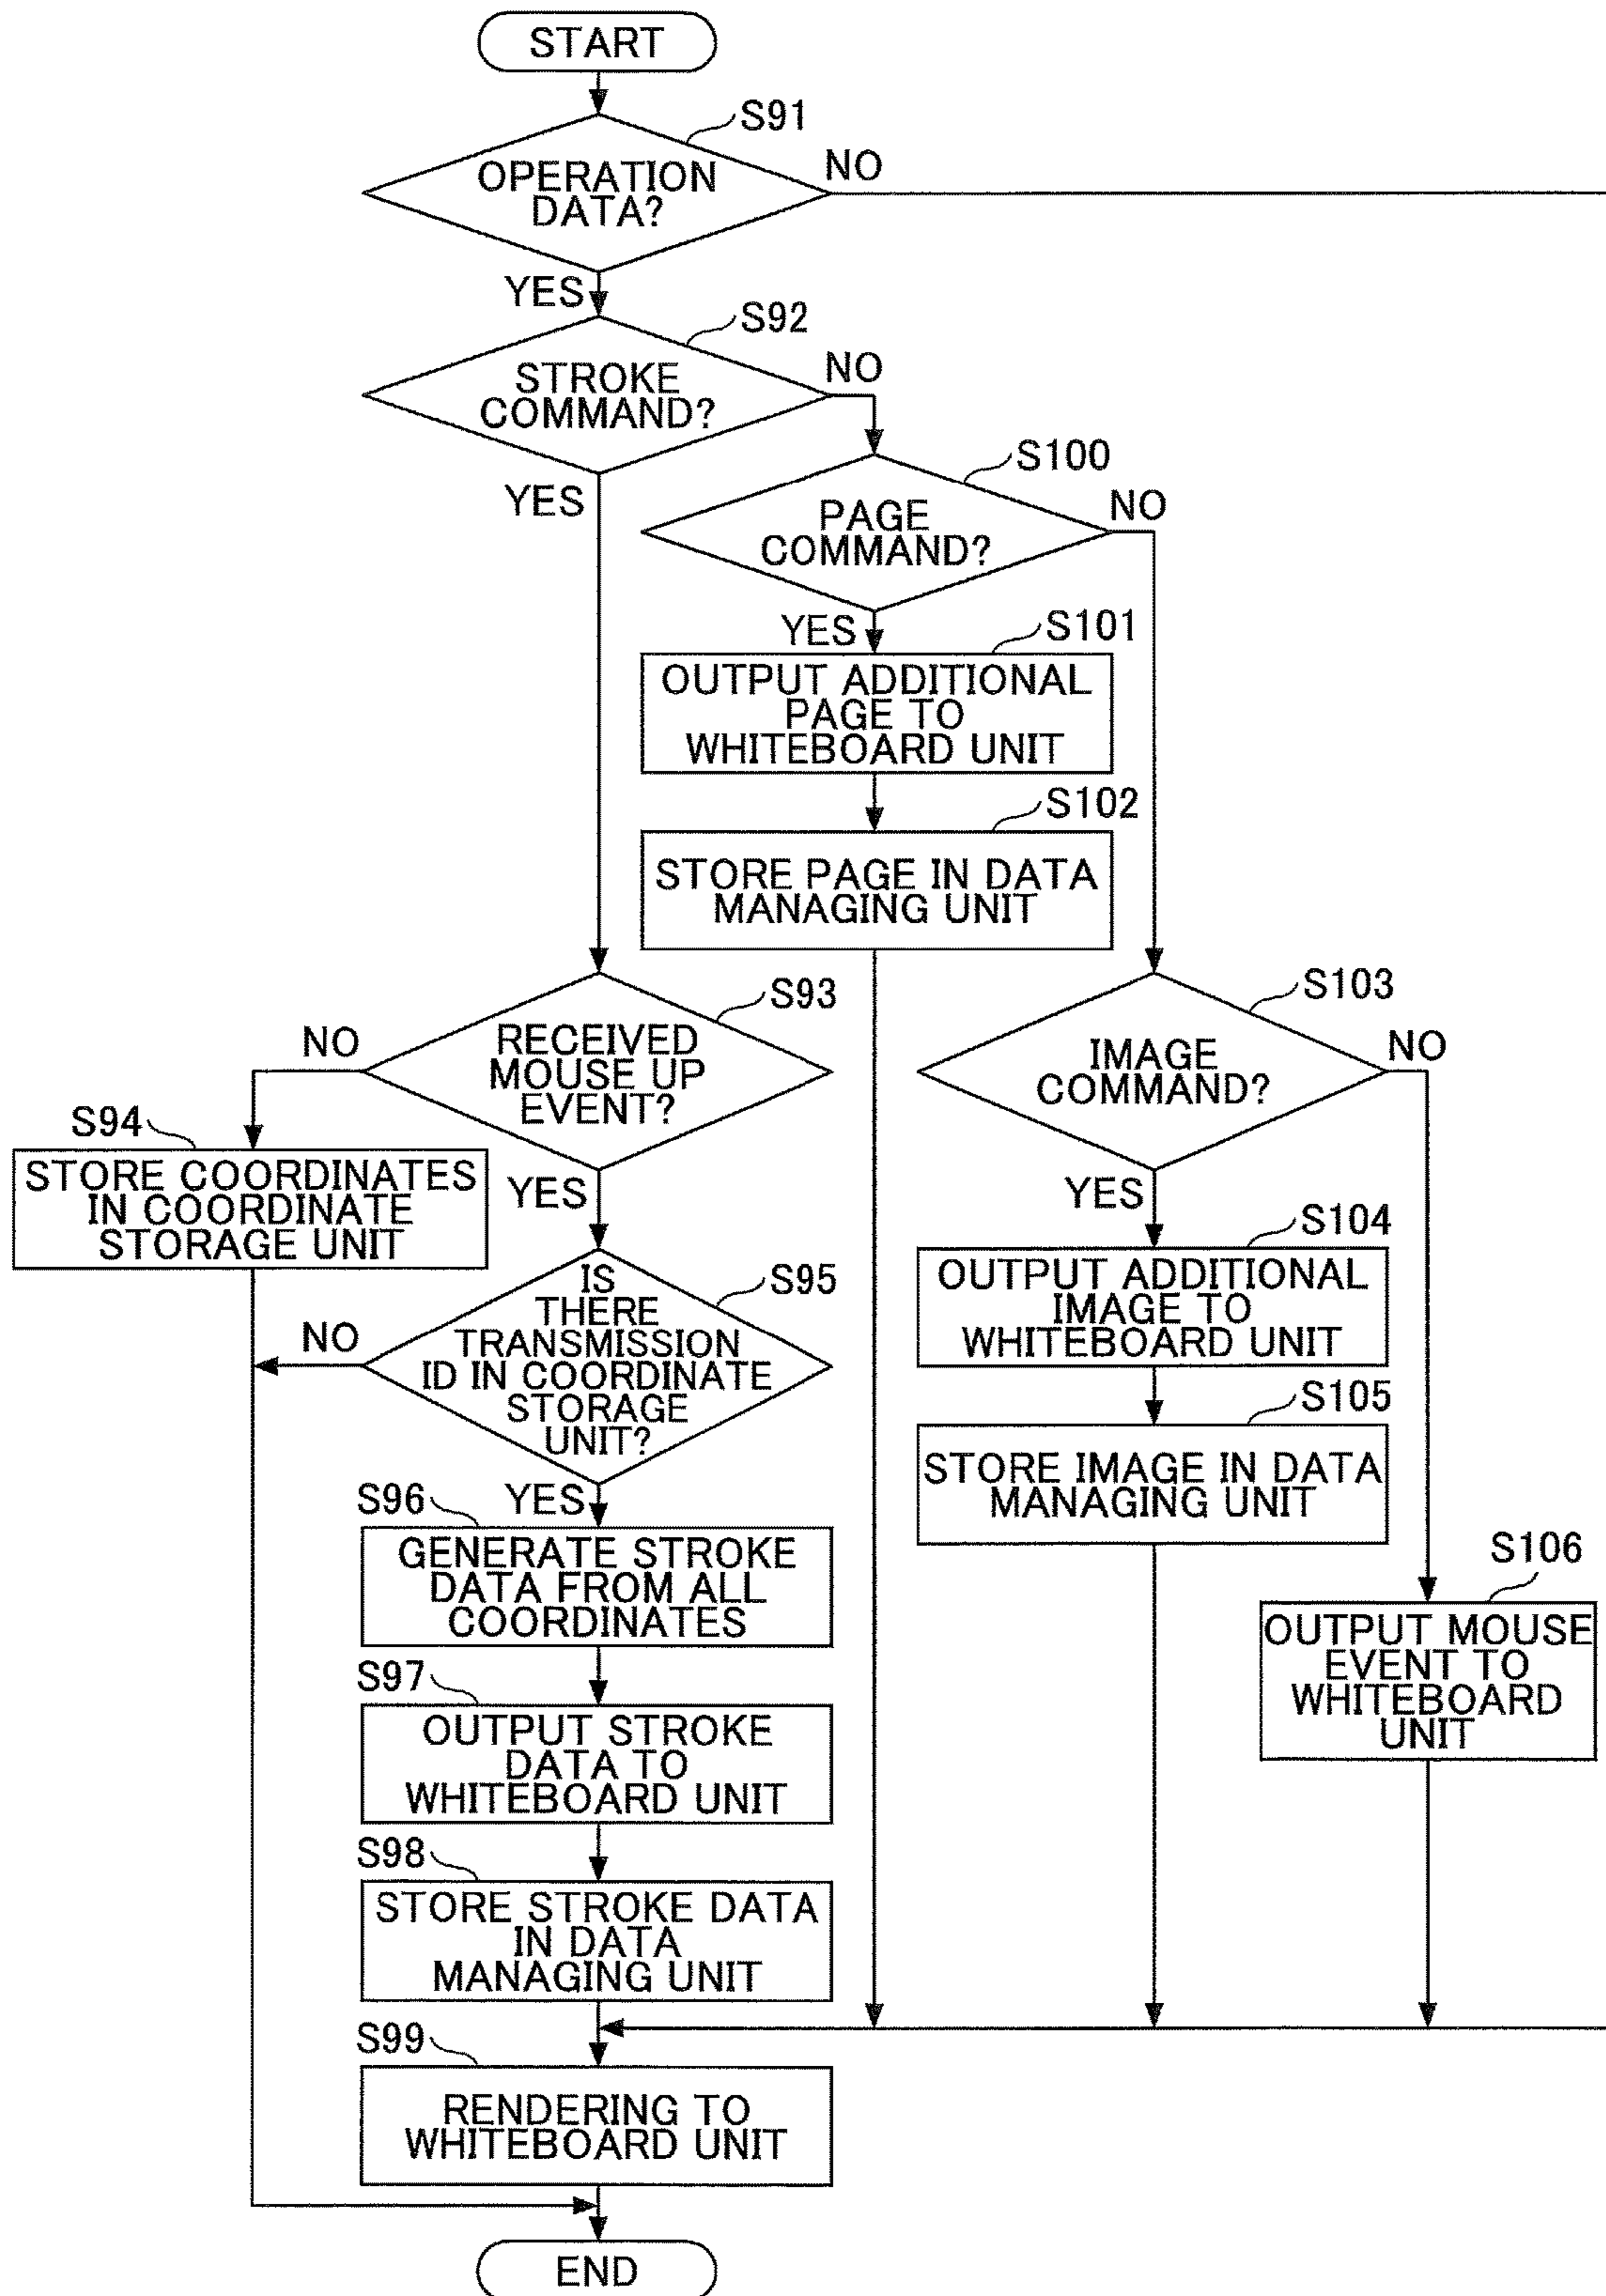 START
S91
OPERATION
DATA?
NO
YES
S92
STROKE
COMMAND?
NO
YES
S100
PAGE
COMMAND?
NO
YES
S101
OUTPUT ADDITIONAL
PAGE TO
WHITEBOARD UNIT
S102
STORE PAGE IN DATA
MANAGING UNIT
S93
RECEIVED
MOUSE UP
EVENT?
NO
YES
S94
STORE COORDINATES
IN COORDINATE
STORAGE UNIT
S95
IS
THERE
TRANSMISSION
ID IN COORDINATE
STORAGE
UNIT?
NO
YES
S96
GENERATE STROKE
DATA FROM ALL
COORDINATES
S97
OUTPUT STROKE
DATA TO
WHITEBOARD UNIT
S98
STORE STROKE DATA
IN DATA
MANAGING UNIT
S103
IMAGE
COMMAND?
NO
YES
S104
OUTPUT ADDITIONAL
IMAGE TO
WHITEBOARD UNIT
S105
STORE IMAGE IN DATA
MANAGING UNIT
S106
OUTPUT MOUSE
EVENT TO
WHITEBOARD
UNIT
S99
RENDERING TO
WHITEBOARD UNIT
END